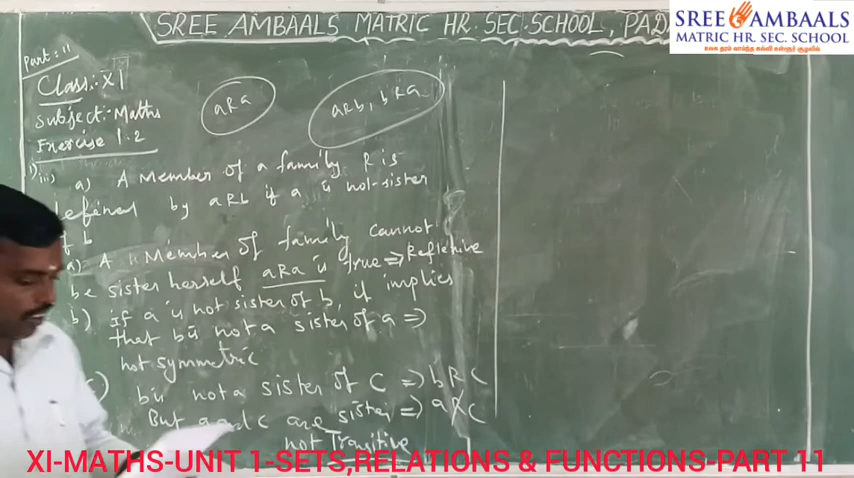 SREE AMBAALS MATRIC HR. SEC. SCHOOL, PAD
SREE AMBAALS
MATRIC HR. SEC. SCHOOL
Part: 11
Class: XI
Subject:- Maths
Exercise 1.2
aRa
aRb, bRa
1) iii) a) A Member of a family. R is
defined by aRb if a is not sister
of b
a) A Member of family cannot
be sister herself aRa is true => Reflexive
b) if a is not sister of b, it implies
that b is not a sister of a =>
not symmetric
c) b is not a sister of C => bRC
But a and c are sister => a R̸ C
not Transitive
XI-MATHS-UNIT 1-SETS,RELATIONS & FUNCTIONS-PART 11